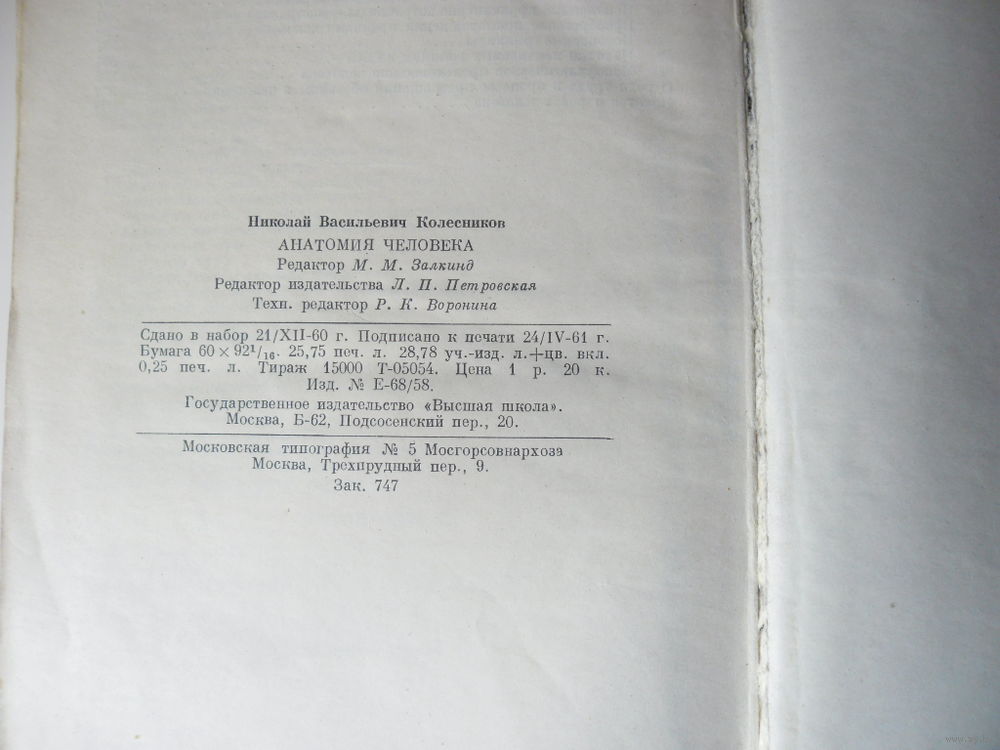 Николай Васильевич Колесников
АНАТОМИЯ ЧЕЛОВЕКА
Редактор М. М. Залкинд
Редактор издательства Л. П. Петровская
Техн. редактор Р. К. Воронина
Сдано в набор 21/XII-60 г. Подписано к печати 24/IV-61 г.
Бумага 60×92¹/₁₆. 25,75 печ. л. 28,78 уч.-изд. л.+цв. вкл.
0,25 печ. л. Тираж 15000 Т-05054. Цена 1 р. 20 к.
Изд. № Е-68/58.
Государственное издательство «Высшая школа».
Москва, Б-62, Подсосенский пер., 20.
Московская типография № 5 Мосгорсовнархоза
Москва, Трехпрудный пер., 9.
Зак. 747